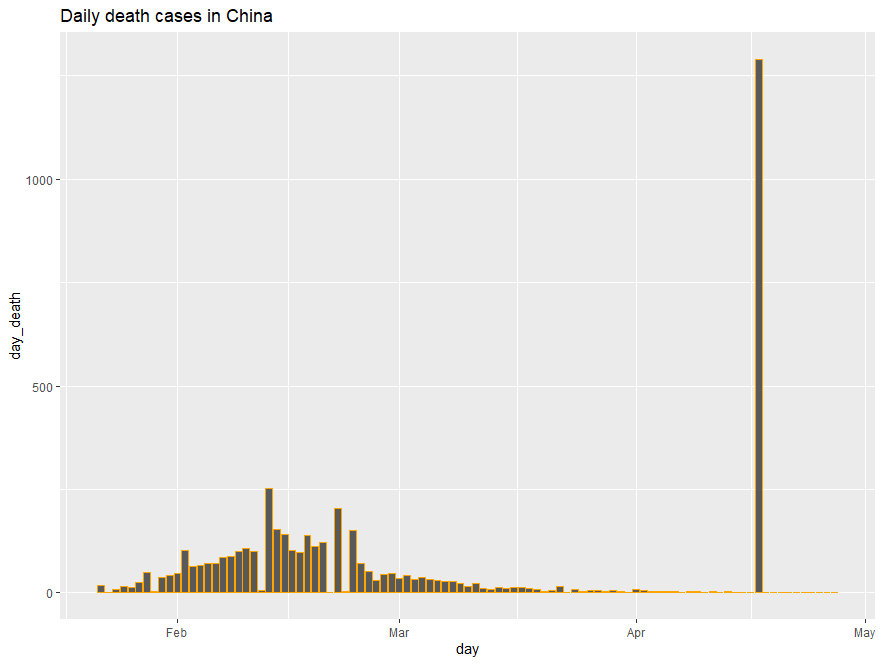 Daily death cases in China
day_death
1000
500
0
Feb
Mar
Apr
May
day